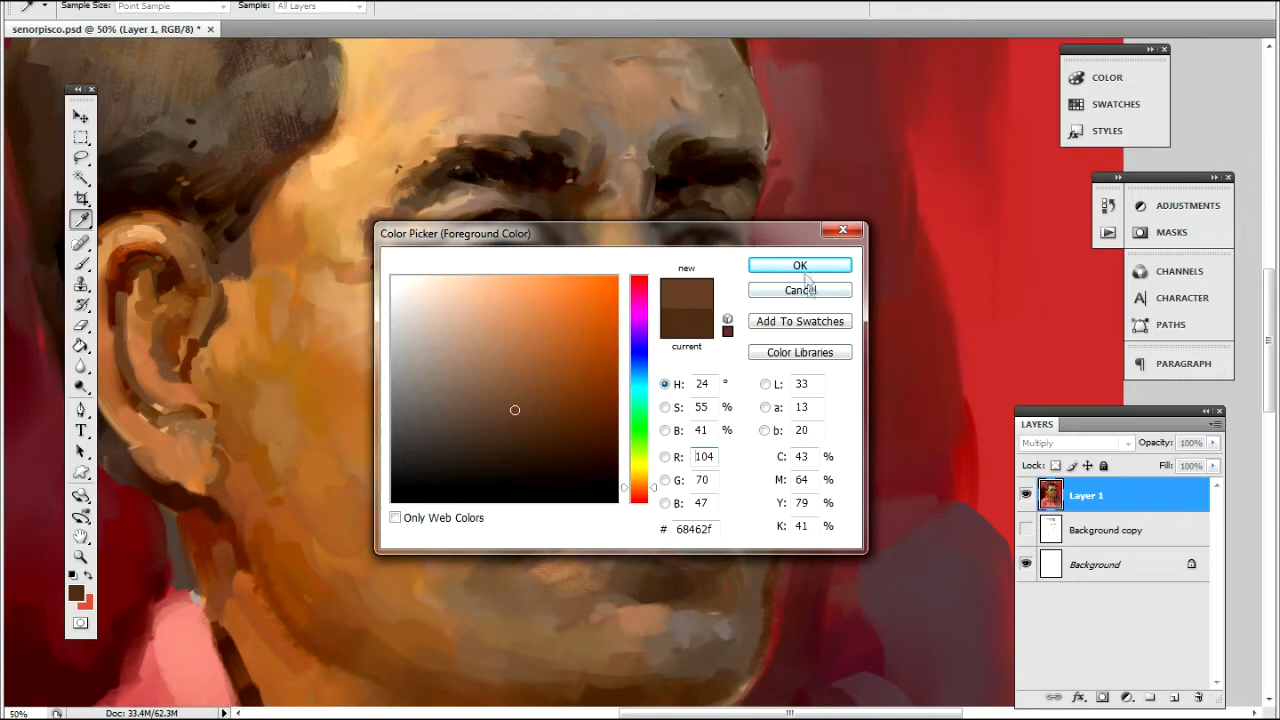 Sample Size: Point Sample Sample: All Layers
senorpisco.psd @ 50% (Layer 1, RGB/8) *
COLOR
SWATCHES
STYLES
ADJUSTMENTS
MASKS
CHANNELS
CHARACTER
PATHS
PARAGRAPH
Color Picker (Foreground Color)
new
current
OK
Cancel
Add To Swatches
Color Libraries
H: 24 °
S: 55 %
B: 41 %
R: 104
G: 70
B: 47
# 68462f
L: 33
a: 13
b: 20
C: 43 %
M: 64 %
Y: 79 %
K: 41 %
Only Web Colors
LAYERS
Multiply Opacity: 100%
Lock: Fill: 100%
Layer 1
Background copy
Background
50% Doc: 33.4M/62.3M